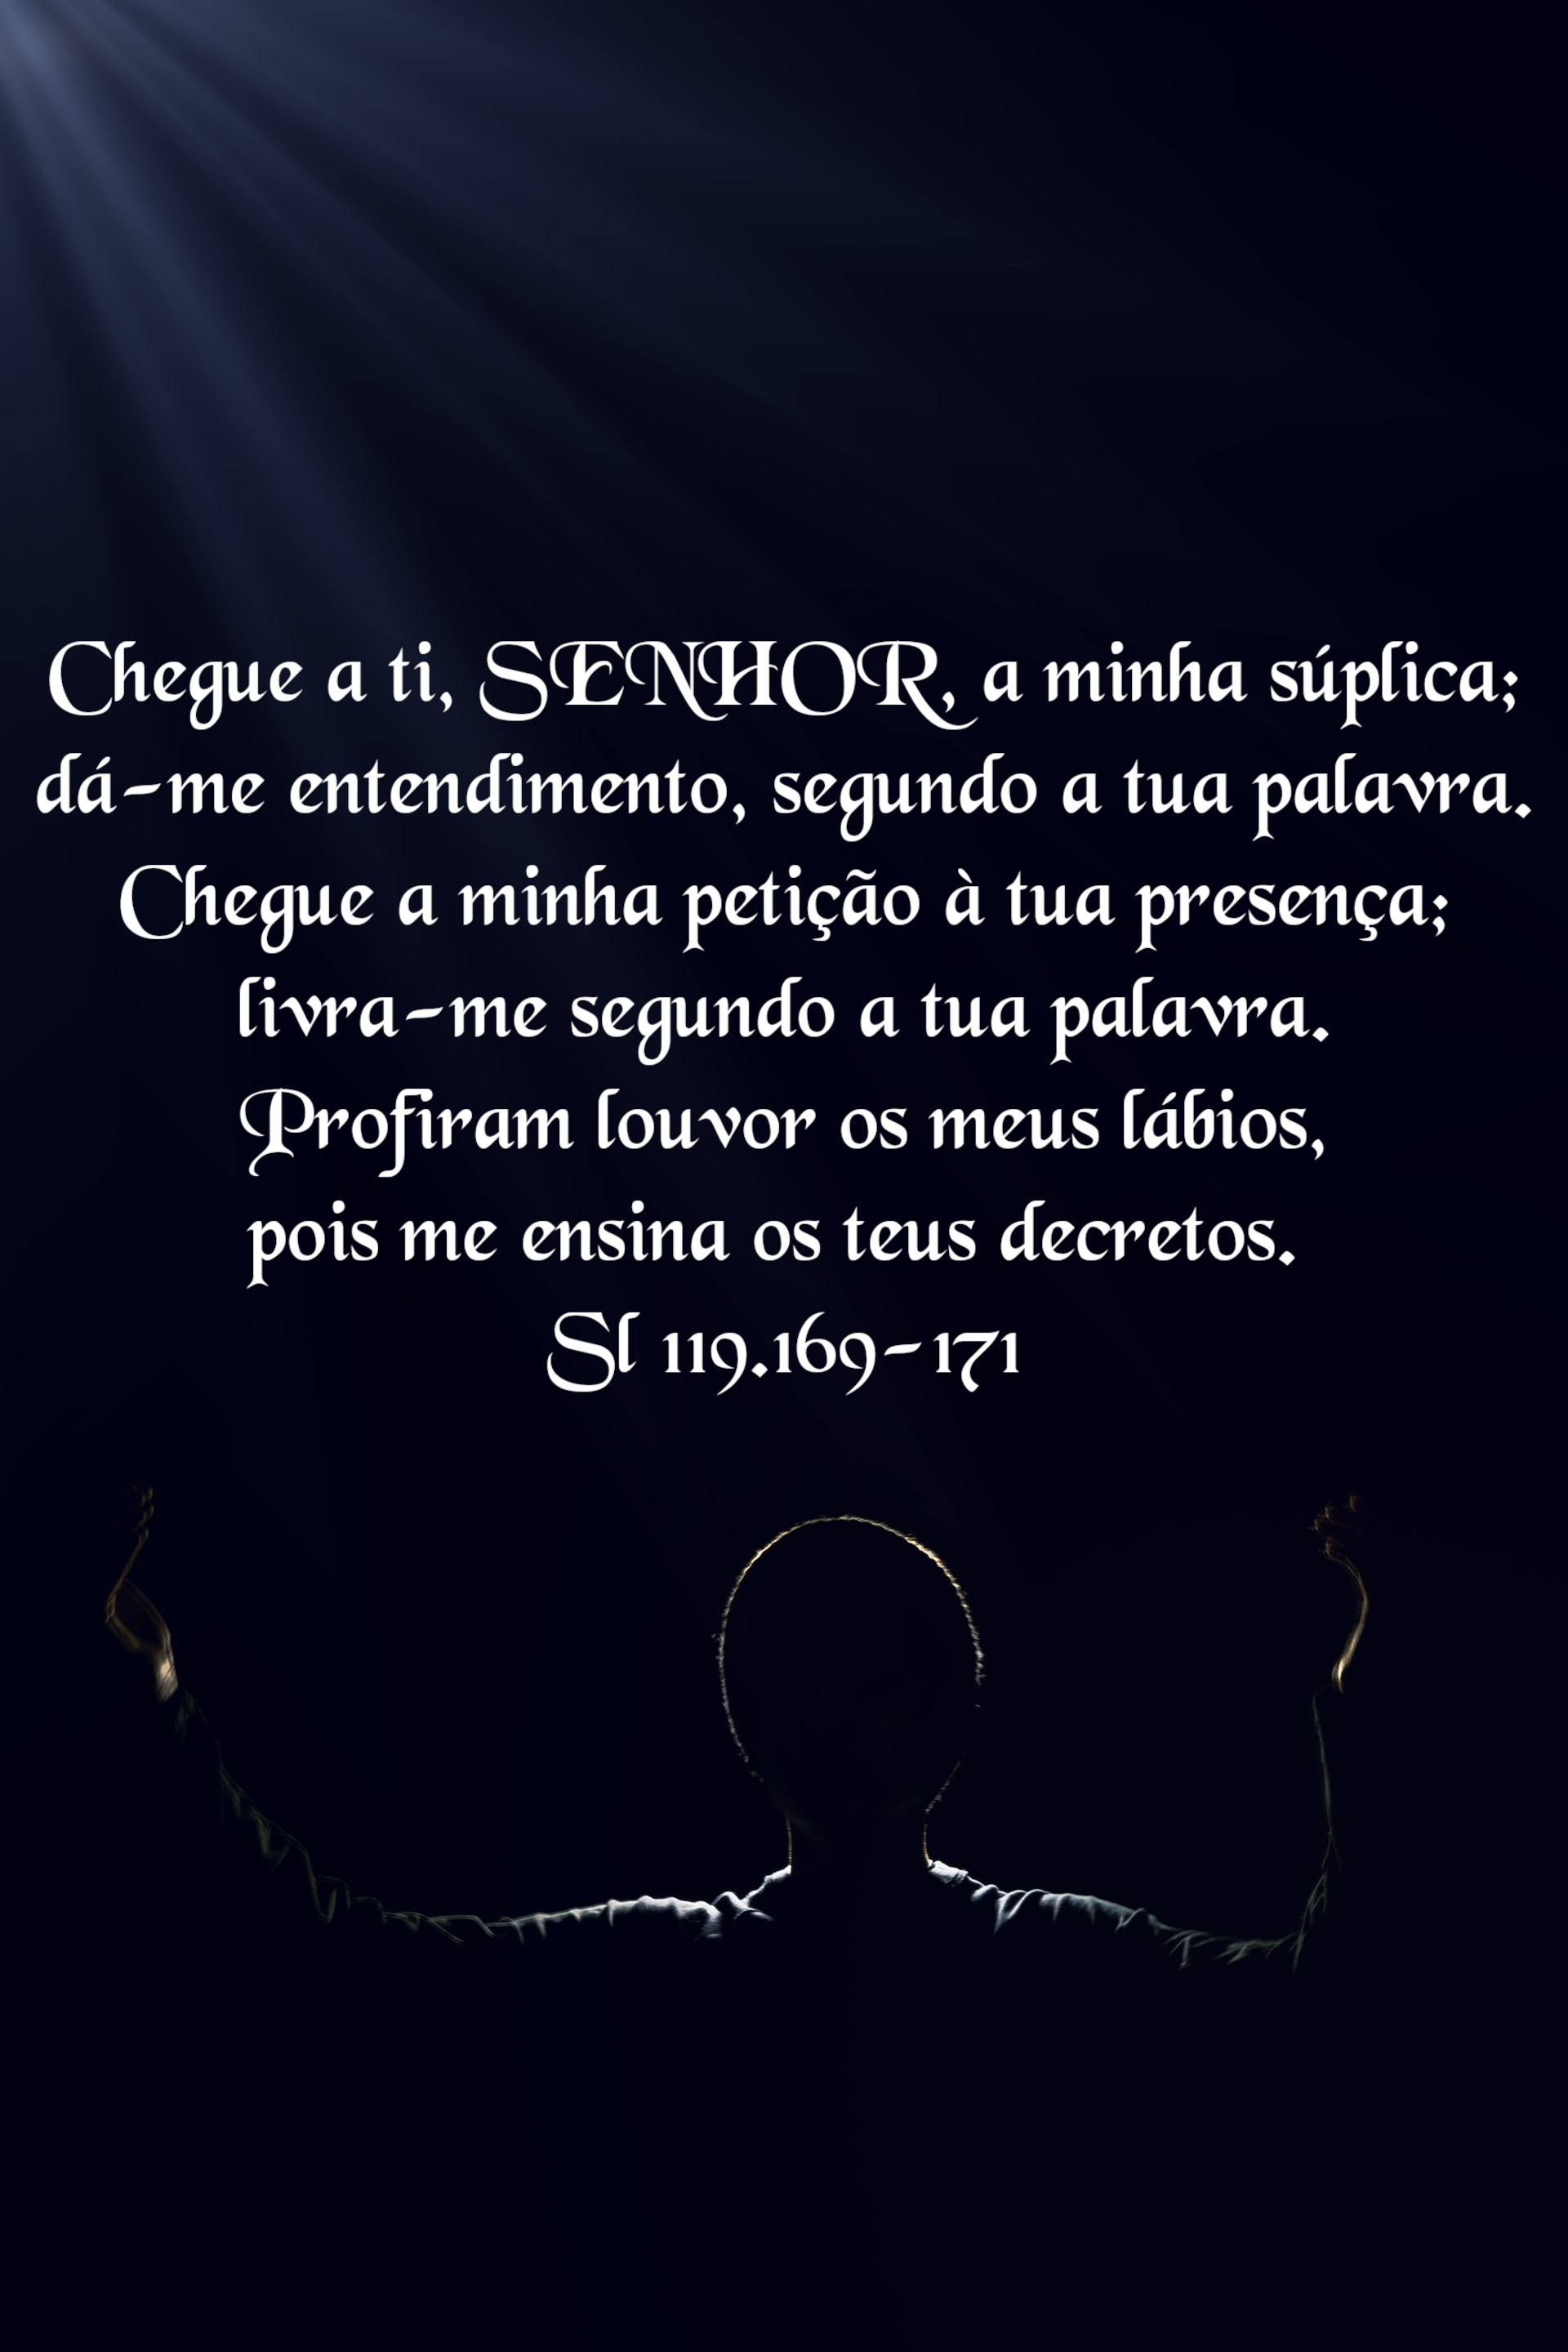 Chegue a ti, SENHOR, a minha súplica;
dá-me entendimento, segundo a tua palavra.
Chegue a minha petição à tua presença;
livra-me segundo a tua palavra.
Profiram louvor os meus lábios,
pois me ensina os teus decretos.
Sl 119.169-171